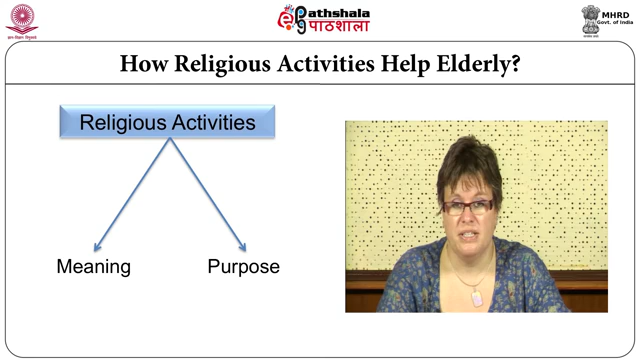 Pathshala
पाठशाला
MHRD
Govt. of India
How Religious Activities Help Elderly?
Religious Activities
Meaning
Purpose